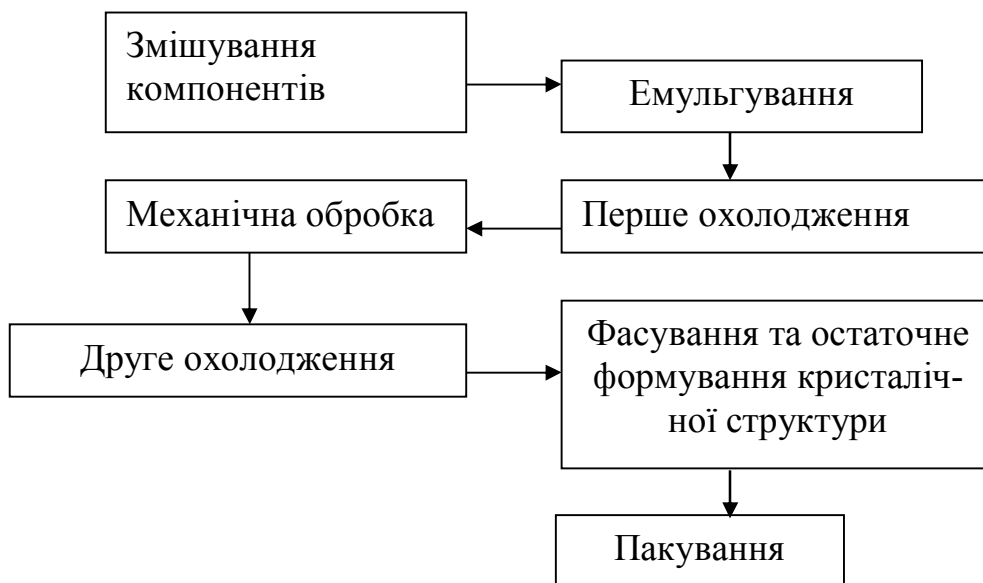 Змішування
компонентів
Емульгування
Перше охолодження
Механічна обробка
Друге охолодження
Фасування та остаточне
формування кристаліч-
ної структури
Пакування